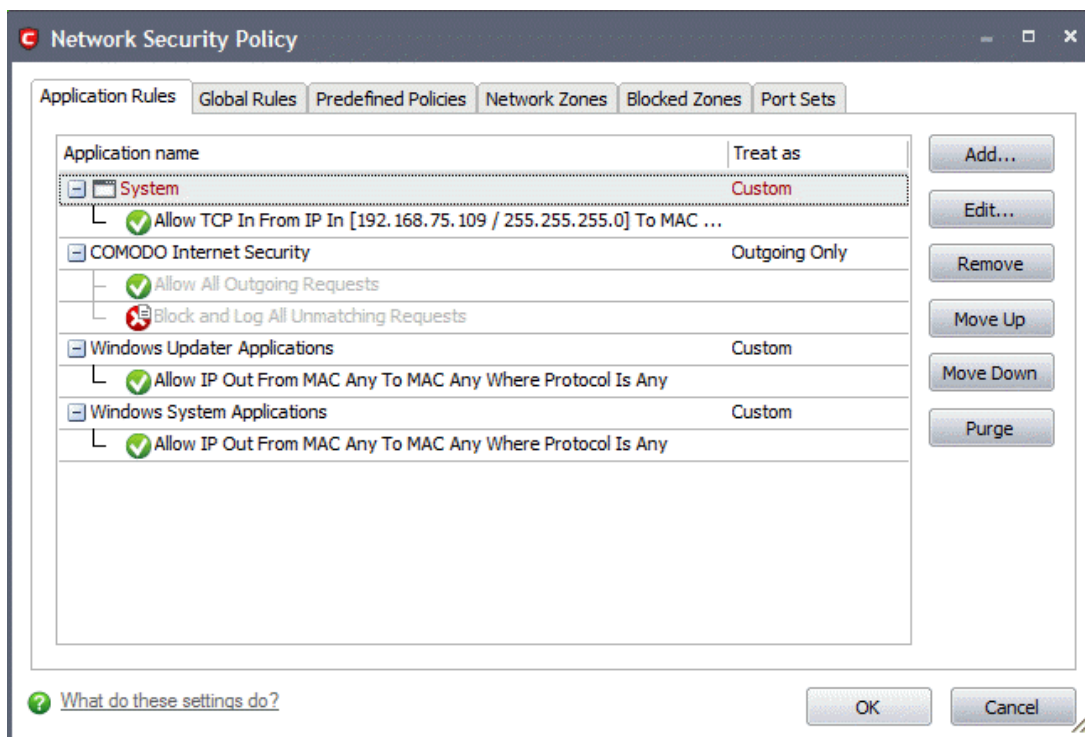 Network Security Policy
Application Rules Global Rules Predefined Policies Network Zones Blocked Zones Port Sets
Application name Treat as
System Custom
Allow TCP In From IP In [192.168.75.109 / 255.255.255.0] To MAC ...
COMODO Internet Security Outgoing Only
Allow All Outgoing Requests
Block and Log All Unmatching Requests
Windows Updater Applications Custom
Allow IP Out From MAC Any To MAC Any Where Protocol Is Any
Windows System Applications Custom
Allow IP Out From MAC Any To MAC Any Where Protocol Is Any
Add...
Edit...
Remove
Move Up
Move Down
Purge
What do these settings do?
OK Cancel